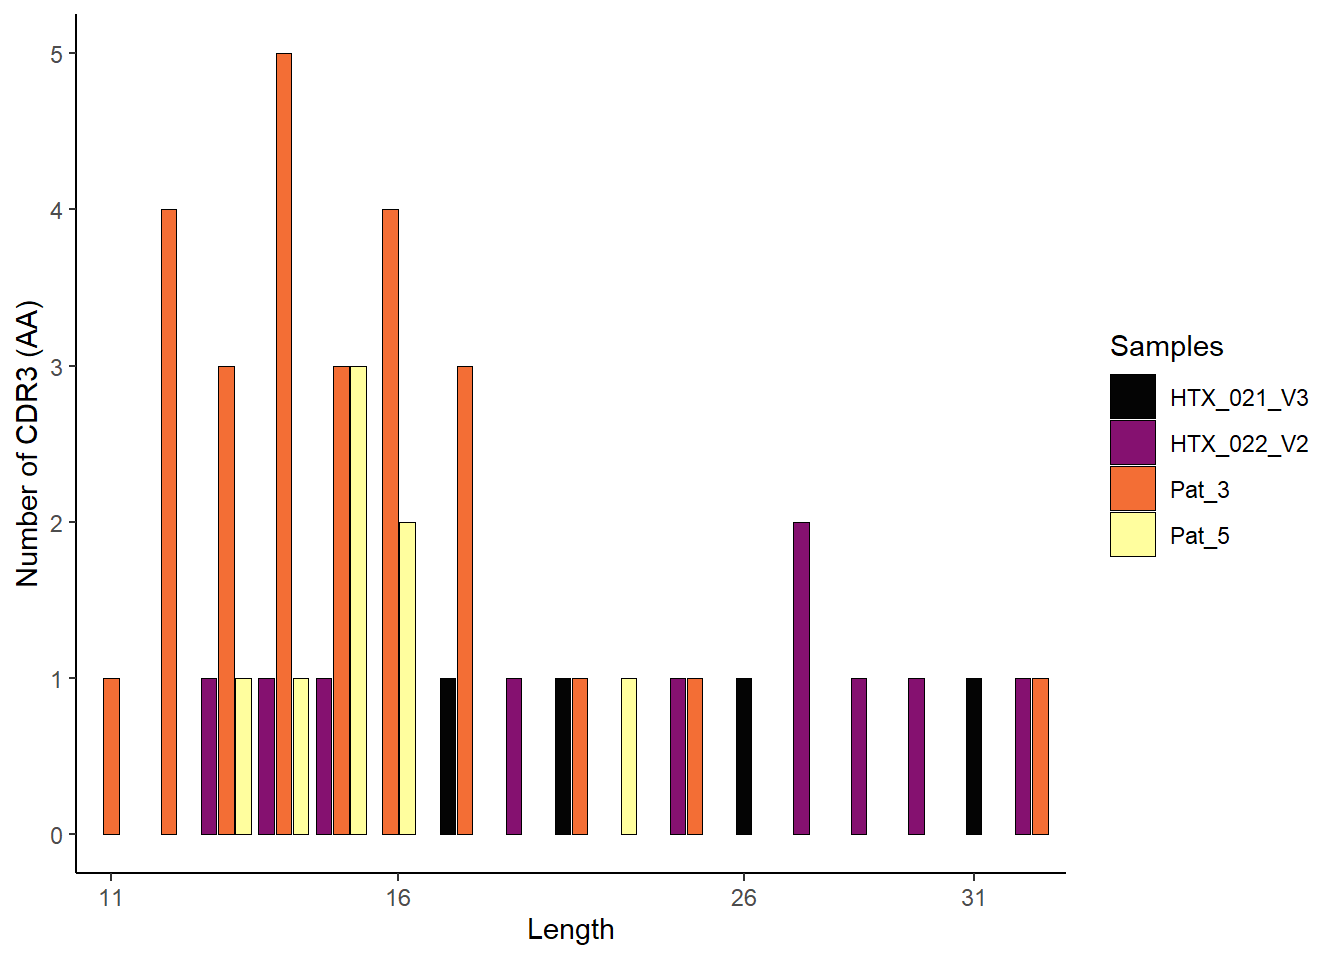 Number of CDR3 (AA)
5
4
3
2
1
0
11 16 26 31
Length
Samples
HTX_021_V3
HTX_022_V2
Pat_3
Pat_5